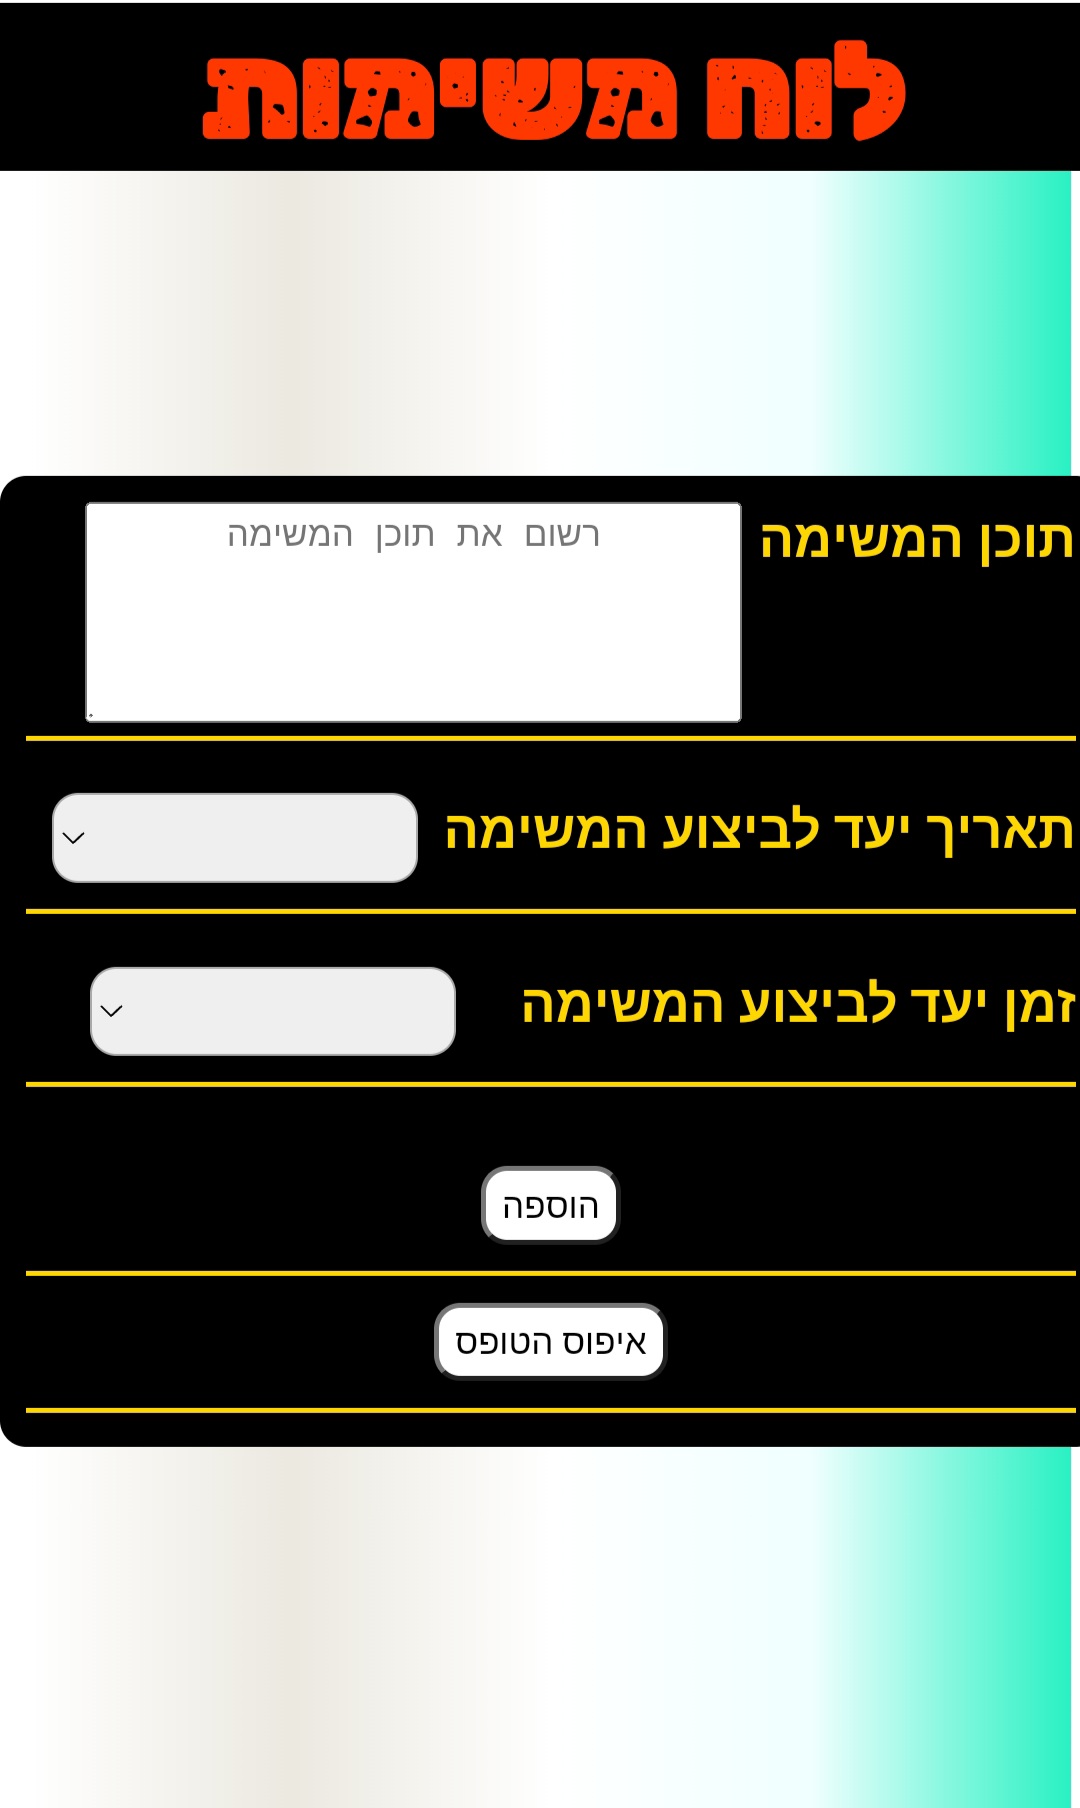 לוח משימות
תוכן המשימה
רשום את תוכן המשימה
תאריך יעד לביצוע המשימה
זמן יעד לביצוע המשימה
הוספה
איפוס הטופס